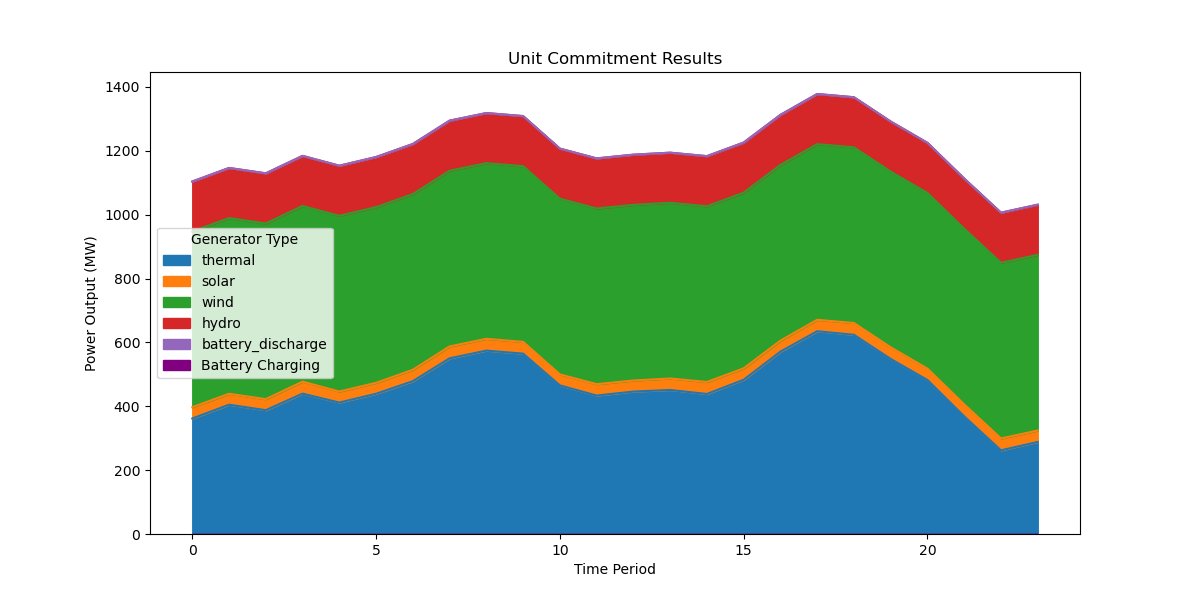 Unit Commitment Results
Power Output (MW)
1400
1200
1000
800
600
400
200
0
Generator Type
thermal
solar
wind
hydro
battery_discharge
Battery Charging
0 5 10 15 20
Time Period